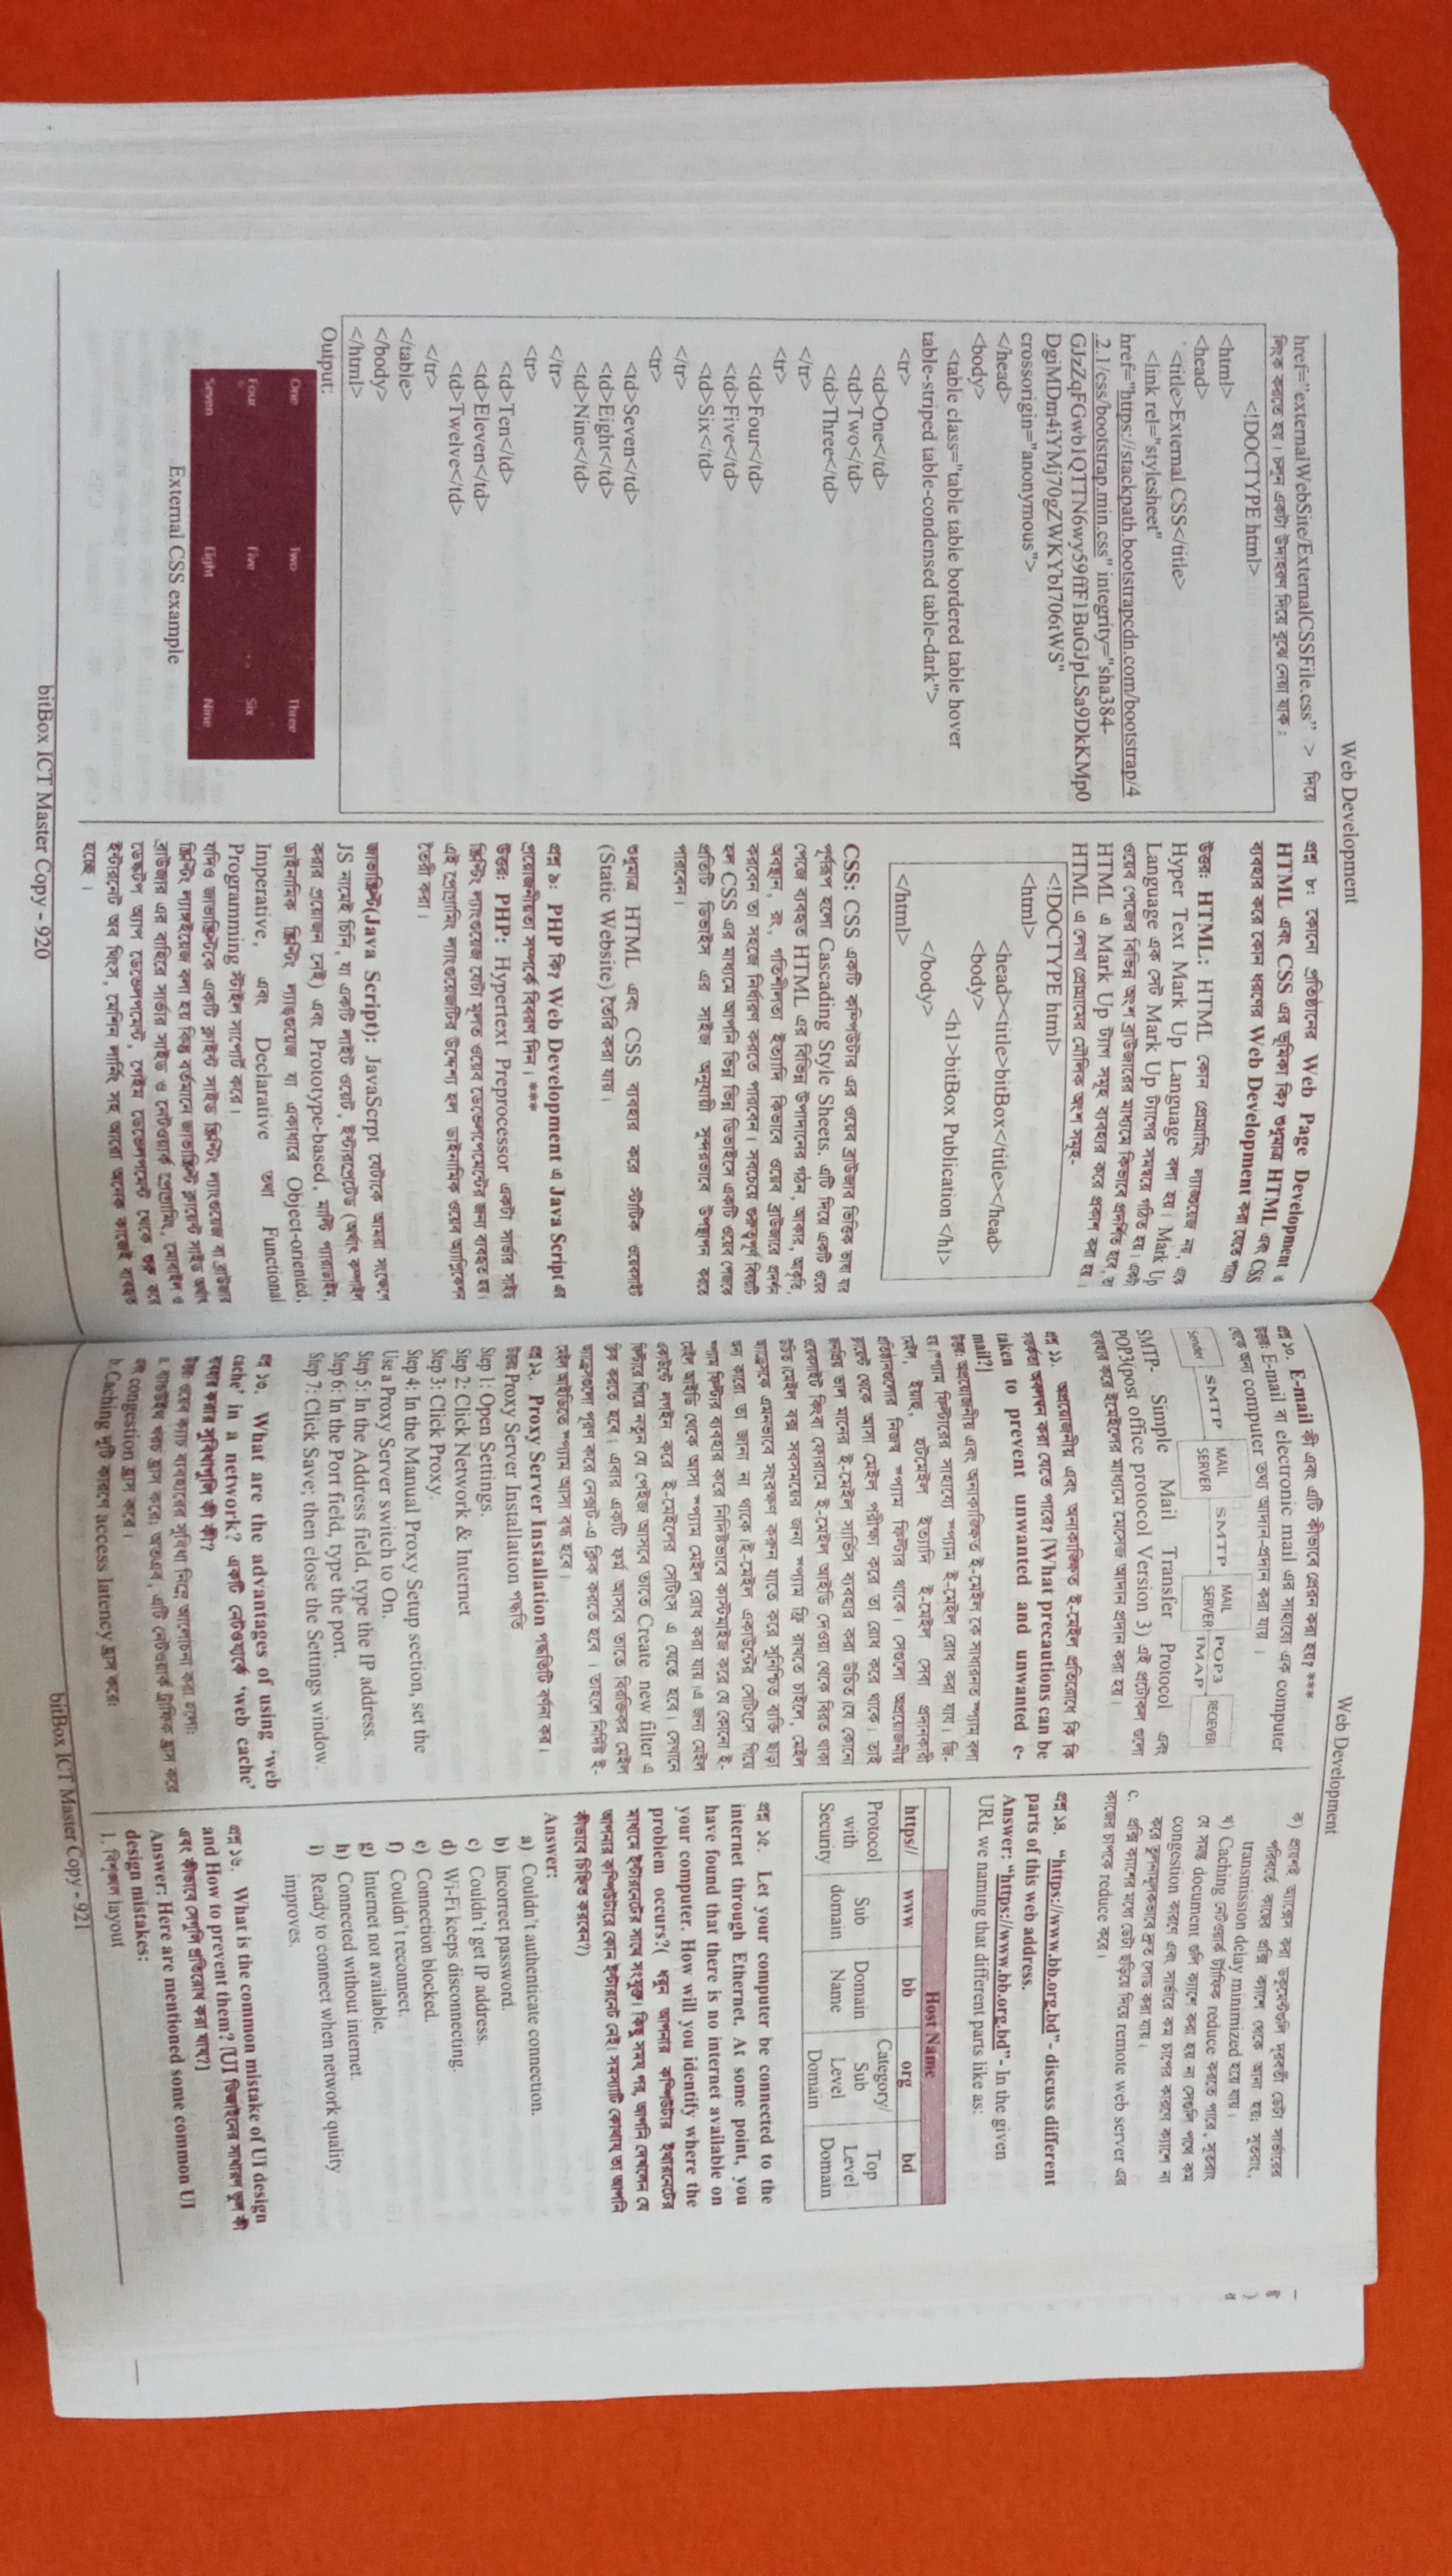 Web Development
href="externalWebSite/ExternalCSSFile.css" > দিয়ে
লিংক করতে হয়। চলুন একটা উদাহরণ দিয়ে বুঝে নেয়া যাক :
<!DOCTYPE html>
<html>
<head>
<title>External CSS</title>
<link rel="stylesheet"
href="https://stackpath.bootstrapcdn.com/bootstrap/4
.2.1/css/bootstrap.min.css" integrity="sha384-
GJzZqFGwb1QTTN6wy59ffF1BuGJpLSa9DkKMp0
DgiMDm4iYMj70gZWKYbI706tWS"
crossorigin="anonymous">
</head>
<body>
<table class="table table bordered table hover
table-striped table-condensed table-dark">
<tr>
<td>One</td>
<td>Two</td>
<td>Three</td>
</tr>
<tr>
<td>Four</td>
<td>Five</td>
<td>Six</td>
</tr>
<tr>
<td>Seven</td>
<td>Eight</td>
<td>Nine</td>
</tr>
<tr>
<td>Ten</td>
<td>Eleven</td>
<td>Twelve</td>
</tr>
</table>
</body>
</html>
Output:
One Two Three
Four Five Six
Seven Eight Nine
External CSS example
প্রশ্ন ৮: কোনো প্রতিষ্ঠানের Web Page Development এ
HTML এবং CSS এর ভূমিকা কি? শুধুমাত্র HTML এবং CSS
ব্যবহার করে কোন ধরণের Web Development করা যেতে পারে?
উত্তর: HTML: HTML কোন প্রোগ্রামিং ল্যাঙ্গুয়েজ নয়, একে
Hyper Text Mark Up Language বলা হয়। Mark Up
Language এক সেট Mark Up ট্যাগের সমন্বয়ে গঠিত হয়। একটা
ওয়েব পেজের বিভিন্ন অংশ ব্রাউজারের মাধ্যমে কিভাবে প্রদর্শিত হবে, তা
HTML এ Mark Up ট্যাগ সমূহ ব্যবহার করে প্রকাশ করা হয়।
HTML এ লেখা প্রোগ্রামের মৌলিক অংশ সমূহ-
<!DOCTYPE html>
<html>
<head><title>bitBox</title></head>
<body>
<h1>bitBox Publication </h1>
</body>
</html>
CSS: CSS একটি কম্পিউটার এর ওয়েব ব্রাউজার ভিত্তিক ভাষা যার
পূর্ণরূপ হলো Cascading Style Sheets. এটি দিয়ে একটি ওয়েব
পেজে ব্যবহৃত HTML এর বিভিন্ন উপাদানের গঠন, আকার, আকৃতি,
অবস্থান, রং, গতিশীলতা ইত্যাদি কিভাবে ওয়েব ব্রাউজারে প্রদর্শন
করবেন তা সহজে নির্ধারণ করতে পারবেন। সবচেয়ে গুরুত্বপূর্ণ বিষয়টি
হল CSS এর মাধ্যমে আপনি ভিন্ন ভিন্ন ডিভাইসে একটি ওয়েব পেজকে
প্রতিটি ডিভাইস এর সাইজ অনুযায়ী সুন্দরভাবে উপস্থাপন করতে
পারবেন।
শুধুমাত্র HTML এবং CSS ব্যবহার করে স্টাটিক ওয়েবসাইট
(Static Website) তৈরি করা যায়।
প্রশ্ন ৯: PHP কি? Web Development এ Java Script এর
প্রয়োজনীয়তা সম্পর্কে বিবরণ দিন। ***
উত্তর: PHP: Hypertext Preprocessor একটা সার্ভার সাইড
স্ক্রিপ্টিং ল্যাংগুয়েজ যেটা মূলত ওয়েব ডেভেলপমেন্টের জন্য ব্যবহৃত হয়।
এই প্রোগ্রামিং ল্যাংগুয়েজটির উদ্দেশ্য হল ডাইনামিক ওয়েব অ্যাপ্লিকেশন
তৈরী করা।
জাভাস্ক্রিপ্ট(Java Script): JavaScrpt যেটাকে আমরা সংক্ষেপে
JS নামেই চিনি, যা একটি লাইট ওয়েট, ইন্টারপ্রেটেড (অর্থাৎ কম্পাইল
করার প্রয়োজন নেই) এবং Prototype-based, মাল্টি প্যারাডাইম,
ডাইনামিক স্ক্রিপ্টিং ল্যাঙ্গুয়েজ যা একাধারে Object-oriented,
Imperative, এবং Declarative তথা Functional
Programming স্টাইল সাপোর্ট করে।
যদিও জাভাস্ক্রিপ্টকে একটি ক্লাইন্ট সাইড স্ক্রিপ্টিং ল্যাংগুয়েজ বা ব্রাউজার
স্ক্রিপ্টিং ল্যাঙ্গইয়েজ বলা হয় কিন্তু বর্তমানে জাভাস্ক্রিপ্ট ক্লায়েন্ট সাইড অর্থাৎ
ব্রাউজার এর বাহিরে সার্ভার সাইড ও নেটওয়ার্ক প্রোগ্রামিং, মোবাইল ও
ডেস্কটপ অ্যাপ ডেভেলপমেন্ট, গেইম ডেভেলপমেন্ট থেকে শুরু করে
ইন্টারনেট অব থিংস, মেশিন লার্নিং সহ আরো অনেক কাজেই ব্যবহৃত
হচ্ছে ।
bitBox ICT Master Copy - 920
Web Development
প্রশ্ন ১০. E-mail কী এবং এটি কীভাবে প্রেরন করা হয়? ***
উত্তর: E-mail বা electronic mail এর সাহায্যে এক computer
থেকে অন্য computer তথ্য আদান-প্রদান করা যায় ।
Sender SMTP MAIL SERVER SMTP MAIL SERVER POP3 IMAP RECIEVER
SMTP- Simple Mail Transfer Protocol এবং
POP3(post office protocol Version 3) এই প্রটোকল গুলো
ব্যবহার করে ইমেইলের মাধ্যমে মেসেজ আদান প্রদান করা হয়।
প্রশ্ন ১১. অপ্রয়োজনীয় এবং অনাকাঙ্ক্ষিত ই-মেইল প্রতিরোধে কি কি
সতর্কতা অবলম্বন করা যেতে পারে? [What precautions can be
taken to prevent unwanted and unwanted e-
mail?]
উত্তর: অপ্রয়োজনীয় এবং অনাকাঙ্ক্ষিত ই-মেইল কে সাধারনত স্প্যাম বলা
হয়।স্প্যাম ফিল্টারের সাহায্যে স্প্যাম ই-মেইল রোধ করা যায়। জি-
মেইল, ইয়াহু, হটমেইল ইত্যাদি ই-মেইল সেবা প্রদানকারী
প্রতিষ্ঠানগুলোর নিজস্ব স্প্যাম ফিল্টার থাকে। সেগুলো অপ্রয়োজনীয়
ক্লায়েন্ট থেকে আসা মেইল পরীক্ষা করে তা রোধ করে থাকে। তাই
জনপ্রিয় ভাল মানের ই-মেইল সার্ভিস ব্যবহার করা উচিত।যে কোনো
ওয়েবসাইট কিংবা ফোরামে ই-মেইল আইডি দেওয়া থেকে বিরত থাকা
উচিত।মেইল বক্স সবসময়ের জন্য স্প্যাম ফ্রি রাখতে চাইলে, মেইল
অ্যাড্রেসকে এমনভাবে সংরক্ষণ করুন যাতে করে সুনিশ্চিত ব্যক্তি ছাড়া
অন্য কারো তা জানা না থাকে।ই-মেইল একাউন্টের সেটিংসে গিয়ে
স্প্যাম ফিল্টার ব্যবহার করে নির্দিষ্টভাবে কাস্টমাইজ করে যে কোনো ই-
মেইল আইডি থেকে আসা স্প্যাম মেইল রোধ করা যায়।এ জন্য মেইল
একাউন্টে লগইন করে ই-মেইলের সেটিংস এ যেতে হবে। সেখানে
ফিল্টারে গিয়ে নতুন যে পেইজ আসবে তাতে Create new filter এ
ক্লিক করতে হবে। এবার একটি ফর্ম আসবে তাতে বিরক্তিকর মেইল
অ্যাড্রেসগুলো পূরণ করে নেক্সট-এ ক্লিক করতে হবে । তাহলে নির্দিষ্ট ই-
মেইল আইডিতে স্প্যাম আসা বন্ধ হবে।
প্রশ্ন ১২. Proxy Server Installation পদ্ধতিটি বর্ণনা কর।
উত্তর: Proxy Server Installation পদ্ধতি
Step 1: Open Settings.
Step 2: Click Network & Internet
Step 3: Click Proxy.
Step 4: In the Manual Proxy Setup section, set the
Use a Proxy Server switch to On.
Step 5: In the Address field, type the IP address.
Step 6: In the Port field, type the port.
Step 7: Click Save; then close the Settings window.
প্রশ্ন ১৩. What are the advantages of using ‘web
cache’ in a network? একটি নেটওয়ার্কে ‘web cache’
ব্যবহার করার সুবিধাগুলি কী কী?
উত্তর: ওয়েব ক্যাচ ব্যবহারের সুবিধা নিম্নে আলোচনা করা হলো:
a. ব্যান্ডউইথ খরচ হ্রাস করে; অতএব, এটি নেটওয়ার্ক ট্রাফিক হ্রাস করে
এবং congestion হ্রাস করে।
b. Caching দুটি কারণে access latency হ্রাস করে:
ক) প্রায়শই অ্যাক্সেস করা ডকুমেন্টগুলি দূরবর্তী ডেটা সার্ভারের
পরিবর্তে কাছের প্রক্সি ক্যাশে থেকে আনা হয়; সুতরাং,
transmission delay minimized হয়ে যায়।
খ) Caching নেটওয়ার্ক ট্র্যাফিক reduce করতে পারে, সুতরাং
যে সমস্ত document গুলি ক্যাশে করা হয় না সেগুলি পথে কম
congestion কারণে এবং সার্ভারে কম চাপের কারণে ক্যাশে না
করে তুলনামূলকভাবে দ্রুত লোড করা যায়।
c. প্রক্সি ক্যাশের মধ্যে ডেটা ছড়িয়ে দিয়ে remote web server এর
কাজের চাপকে reduce করে।
প্রশ্ন ১৪. “https://www.bb.org.bd”- discuss different
parts of this web address.
Answer: “https://www.bb.org.bd”- In the given
URL we naming that different parts like as:
Host Name
https// www bb org bd
Protocol with Security Sub domain Domain Name Category/ Sub Level Domain Top Level Domain
প্রশ্ন ১৫. Let your computer be connected to the
internet through Ethernet. At some point, you
have found that there is no internet available on
your computer. How will you identify where the
problem occurs?( ধরুন আপনার কম্পিউটার ইথারনেটের
মাধ্যমে ইন্টারনেটের সাথে সংযুক্ত। কিছু সময় পর, আপনি দেখলেন যে
আপনার কম্পিউটারে কোন ইন্টারনেট নেই। সমস্যাটি কোথায় তা আপনি
কীভাবে চিহ্নিত করবেন?)
Answer:
a) Couldn’t authenticate connection.
b) Incorrect password.
c) Couldn’t get IP address.
d) Wi-Fi keeps disconnecting.
e) Connection blocked.
f) Couldn’t reconnect.
g) Internet not available.
h) Connected without internet.
i) Ready to connect when network quality
improves.
প্রশ্ন ১৬. What is the common mistake of UI design
and How to prevent them? [UI ডিজাইনের সাধারণ ভুল কী
এবং কীভাবে সেগুলি প্রতিরোধ করা যায়?]
Answer: Here are mentioned some common UI
design mistakes:
1. বিশৃঙ্খল layout
bitBox ICT Master Copy - 921